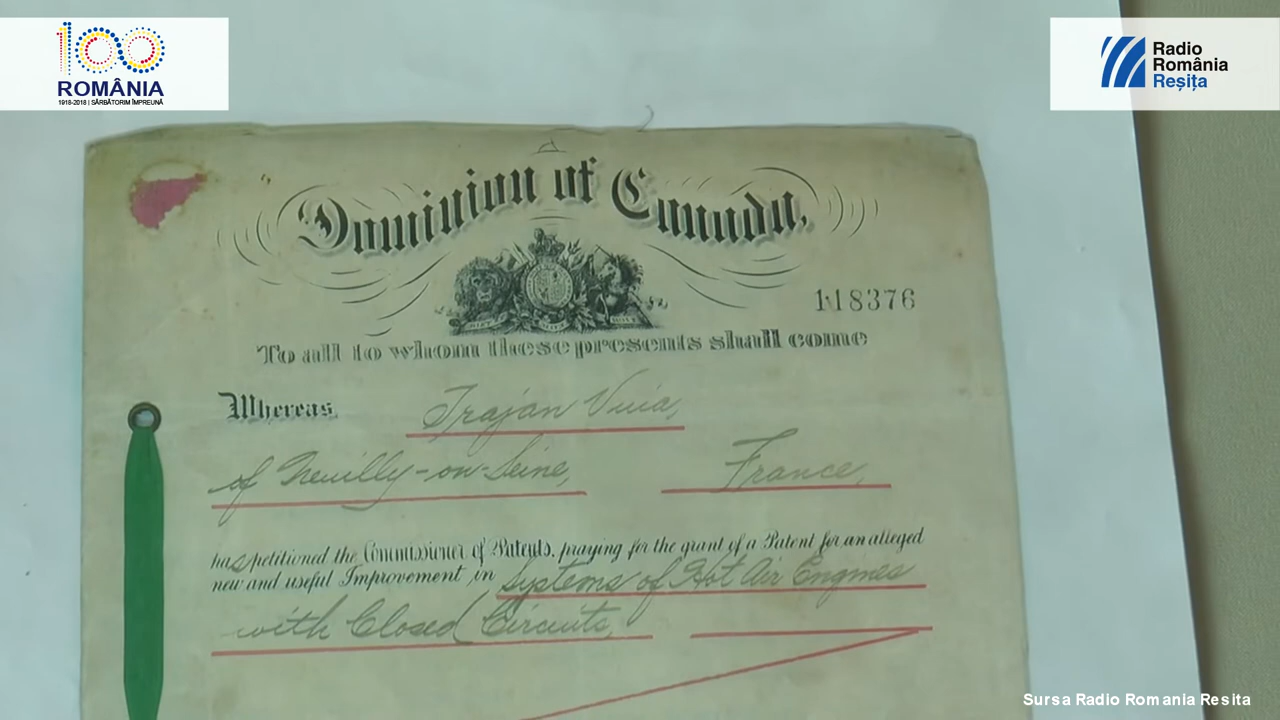 100
ROMÂNIA
1918-2018 | SĂRBĂTORIM ÎMPREUNĂ
Radio
România
Reșița
Dominion of Canada,
118376
To all to whom these presents shall come
Whereas Trajan Vuia,
of Neuilly-on-Seine, France,
has petitioned the Commissioner of Patents, praying for the grant of a Patent for an alleged
new and useful Improvement in Systems of Hot Air Engines
with Closed Circuits,
Sursa Radio Romania Resita